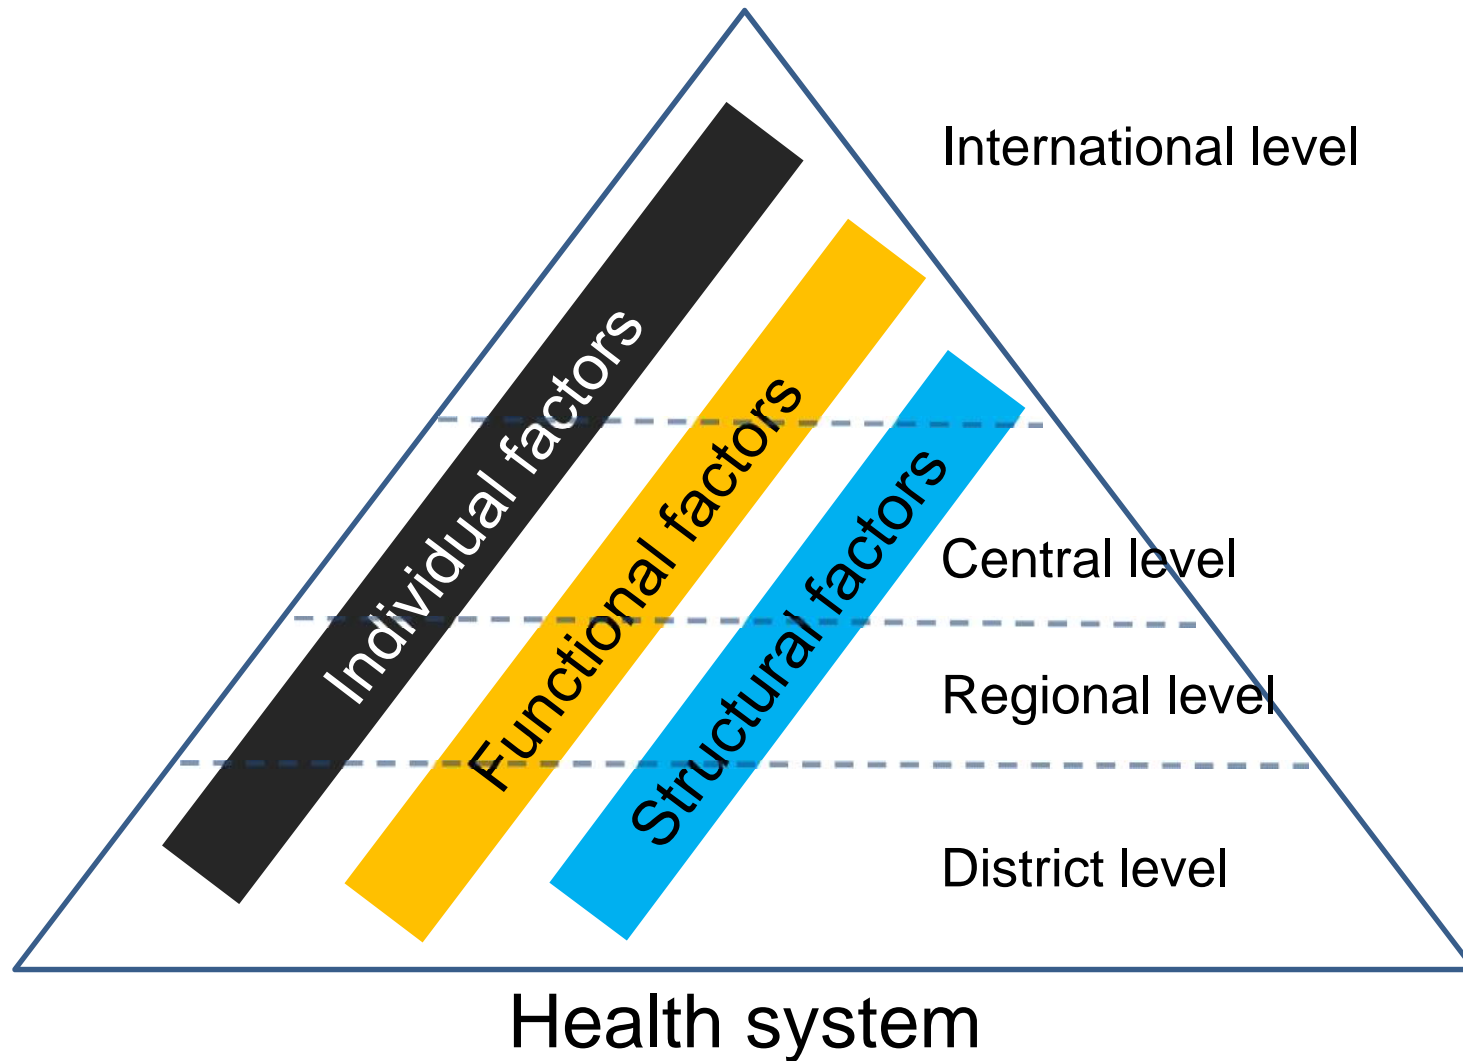 International level
Individual factors
Functional factors
Structural factors
Central level
Regional level
District level
Health system